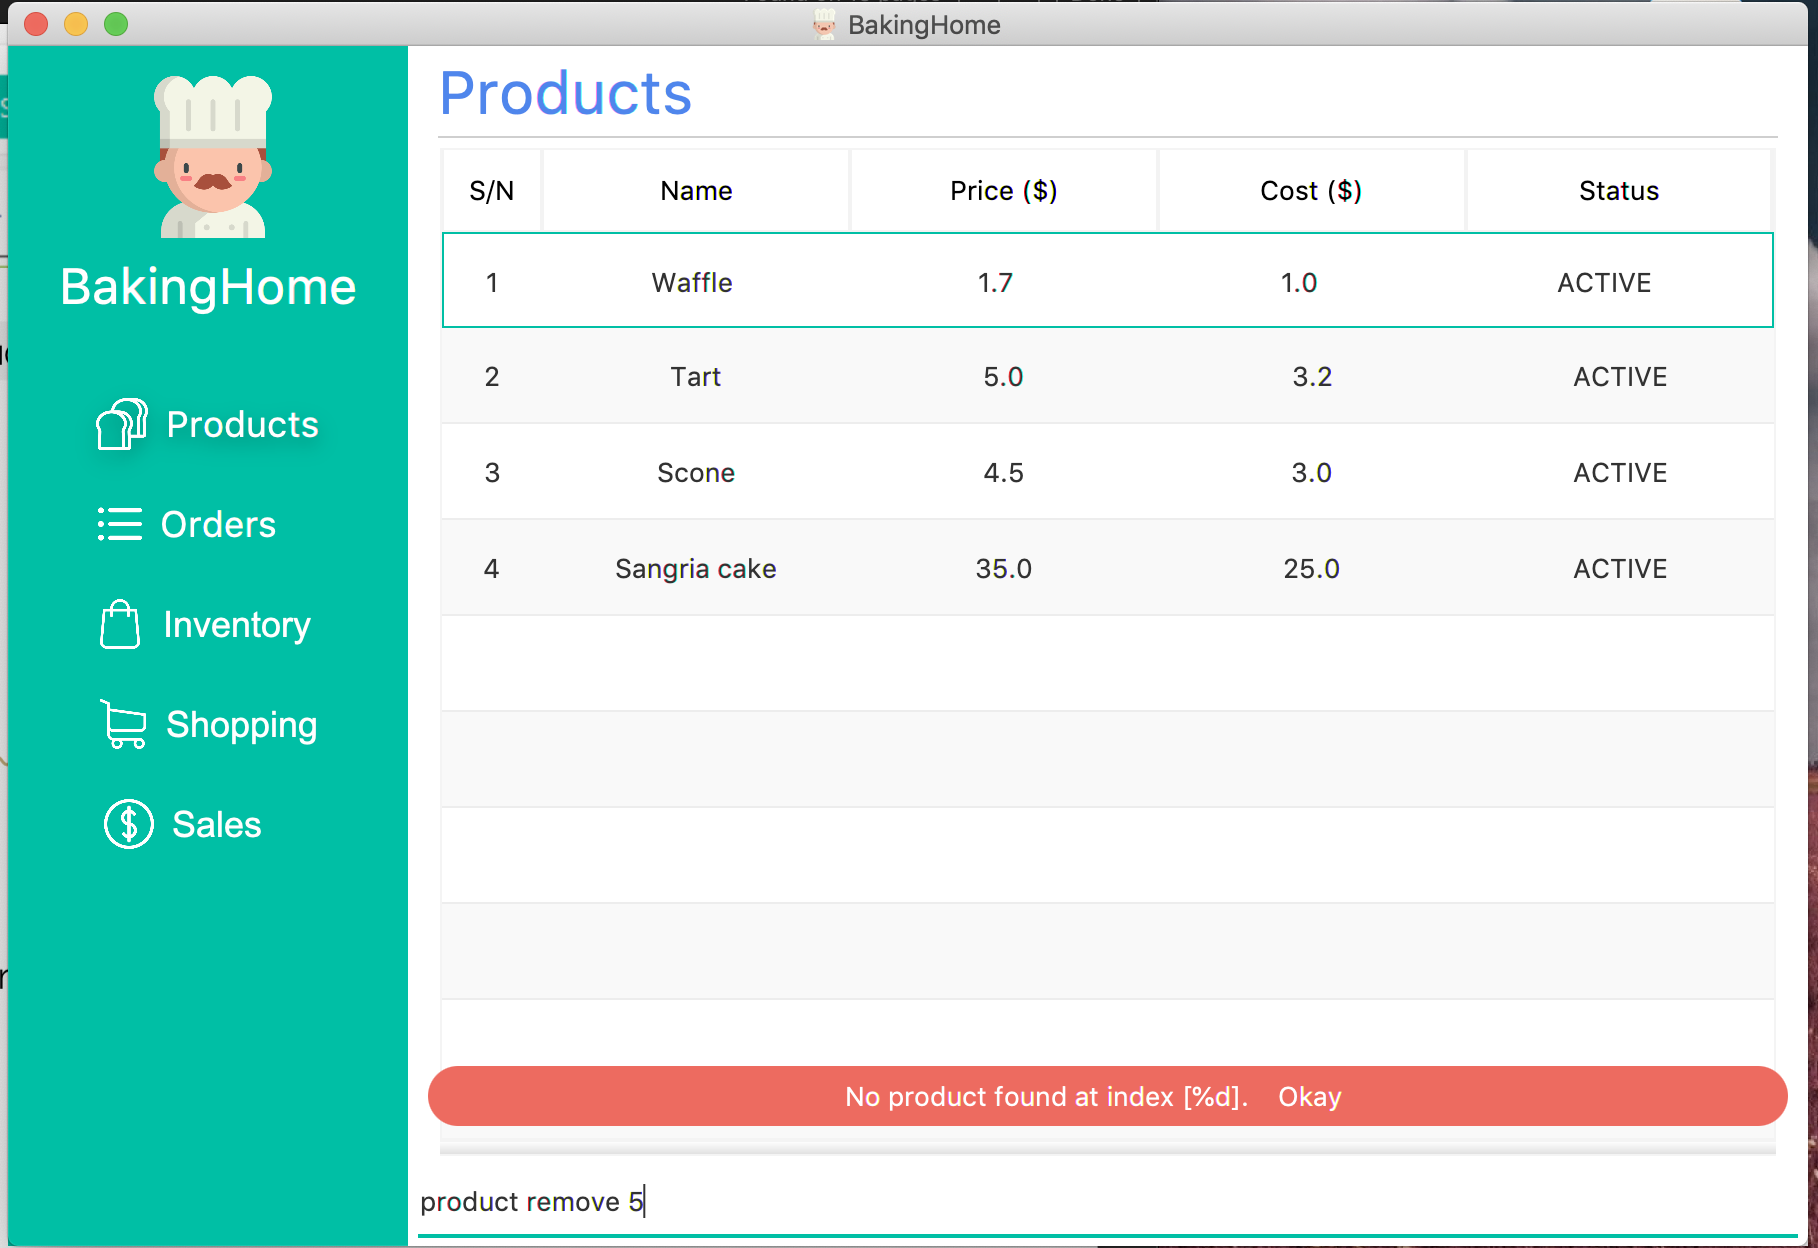 BakingHome
BakingHome
Products
Orders
Inventory
Shopping
Sales
Products
S/N Name Price ($) Cost ($) Status
1 Waffle 1.7 1.0 ACTIVE
2 Tart 5.0 3.2 ACTIVE
3 Scone 4.5 3.0 ACTIVE
4 Sangria cake 35.0 25.0 ACTIVE
No product found at index [%d]. Okay
product remove 5